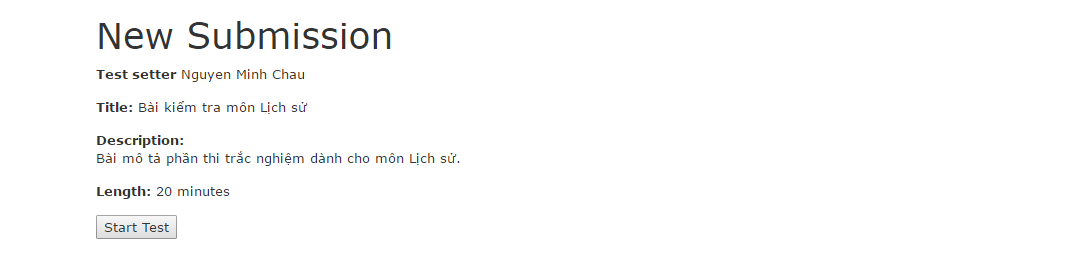 New Submission
Test setter Nguyen Minh Chau
Title: Bài kiểm tra môn Lịch sử
Description:
Bài mô tả phần thi trắc nghiệm dành cho môn Lịch sử.
Length: 20 minutes
Start Test